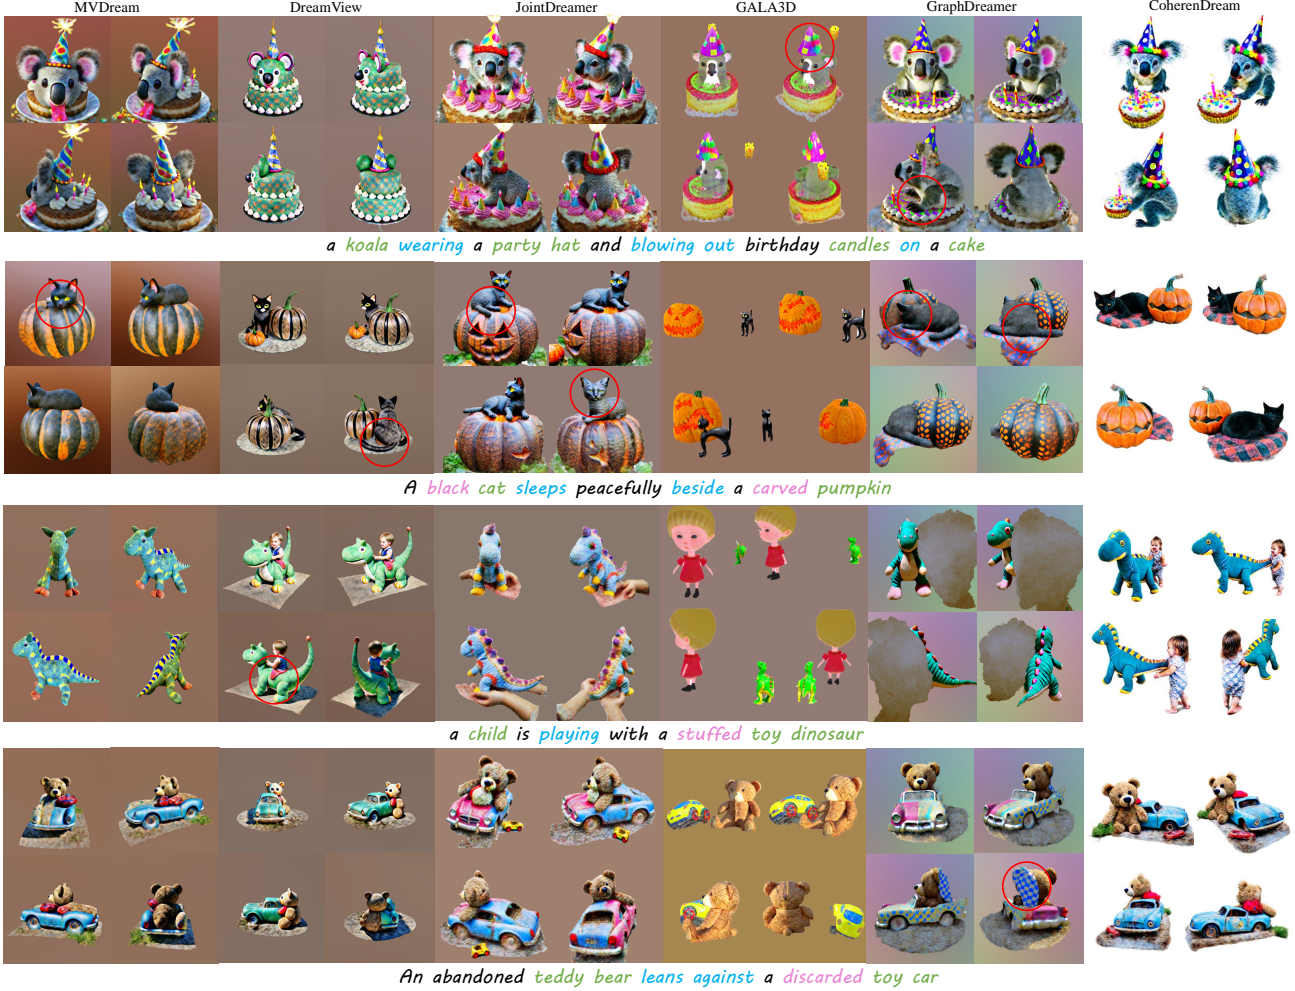 MVDream DreamView JointDreamer GALA3D GraphDreamer CoherenDream
a koala wearing a party hat and blowing out birthday candles on a cake
A black cat sleeps peacefully beside a carved pumpkin
a child is playing with a stuffed toy dinosaur
An abandoned teddy bear leans against a discarded toy car